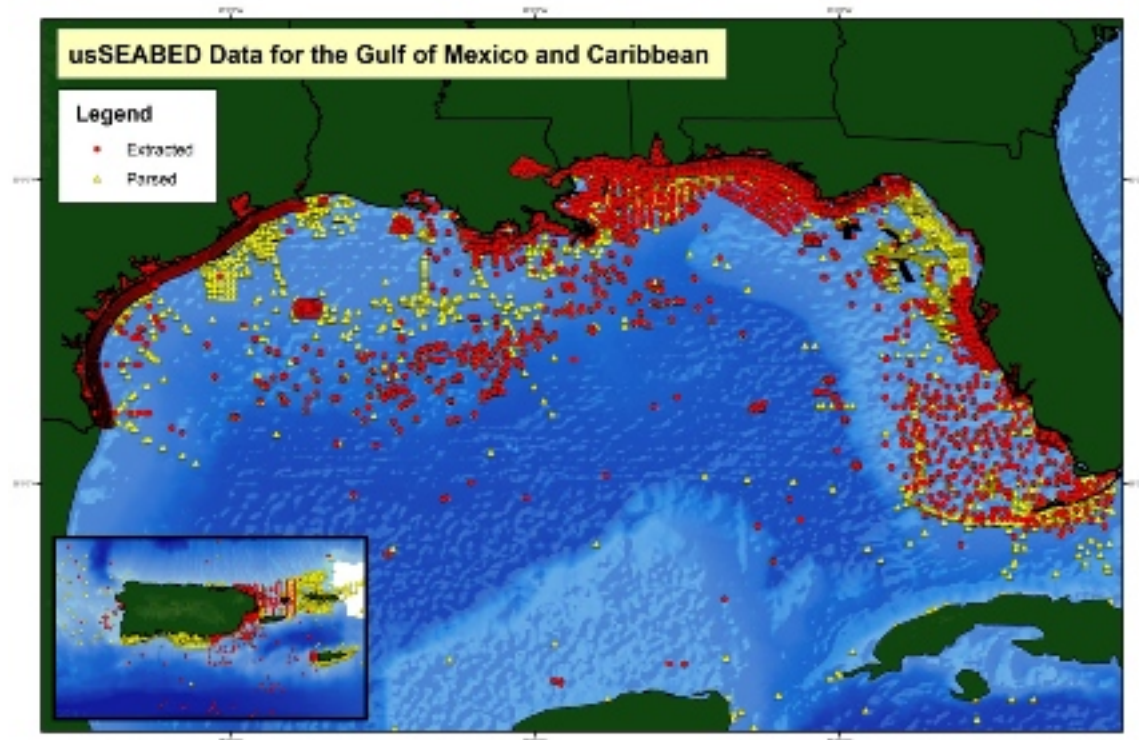 usSEABED Data for the Gulf of Mexico and Caribbean
Legend
Extracted
Parsed